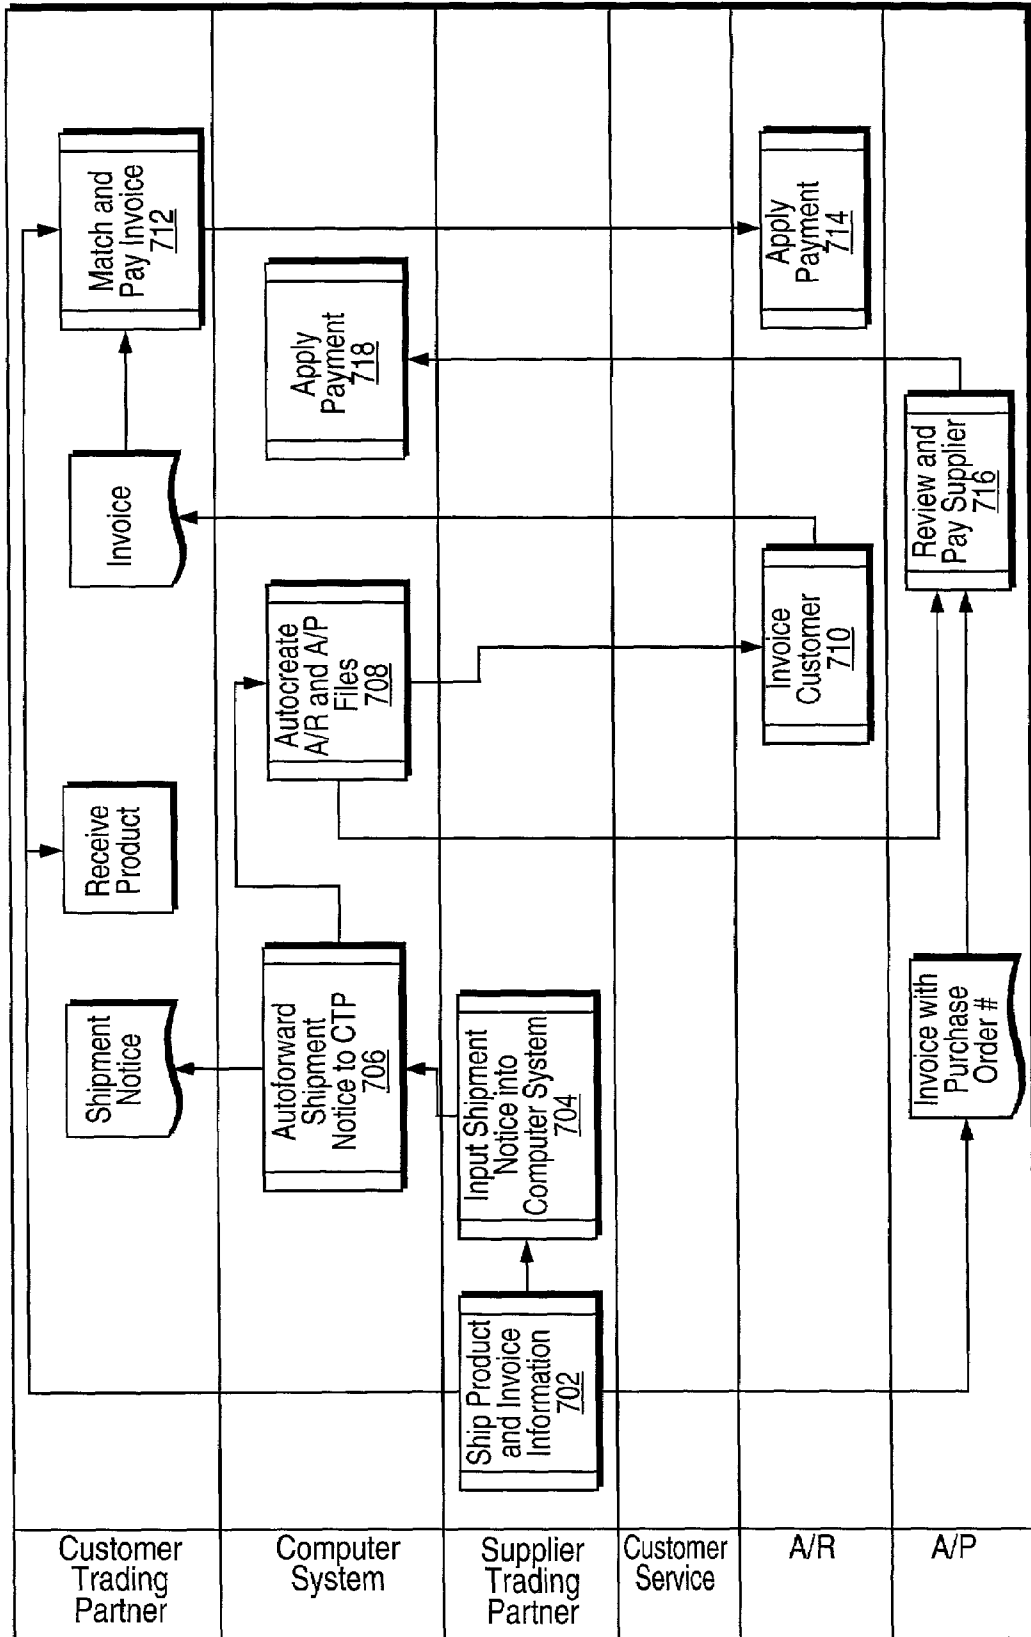 Customer
Trading
Partner
Computer
System
Supplier
Trading
Partner
Customer
Service
A/R
A/P
Shipment
Notice
Receive
Product
Invoice
Match and
Pay Invoice
712
Autoforward
Shipment
Notice to CTP
706
Autocreate
A/R and A/P
Files
708
Apply
Payment
718
Ship Product
and Invoice
Information
702
Input Shipment
Notice into
Computer System
704
Invoice
Customer
710
Apply
Payment
714
Invoice with
Purchase
Order #
Review and
Pay Supplier
716